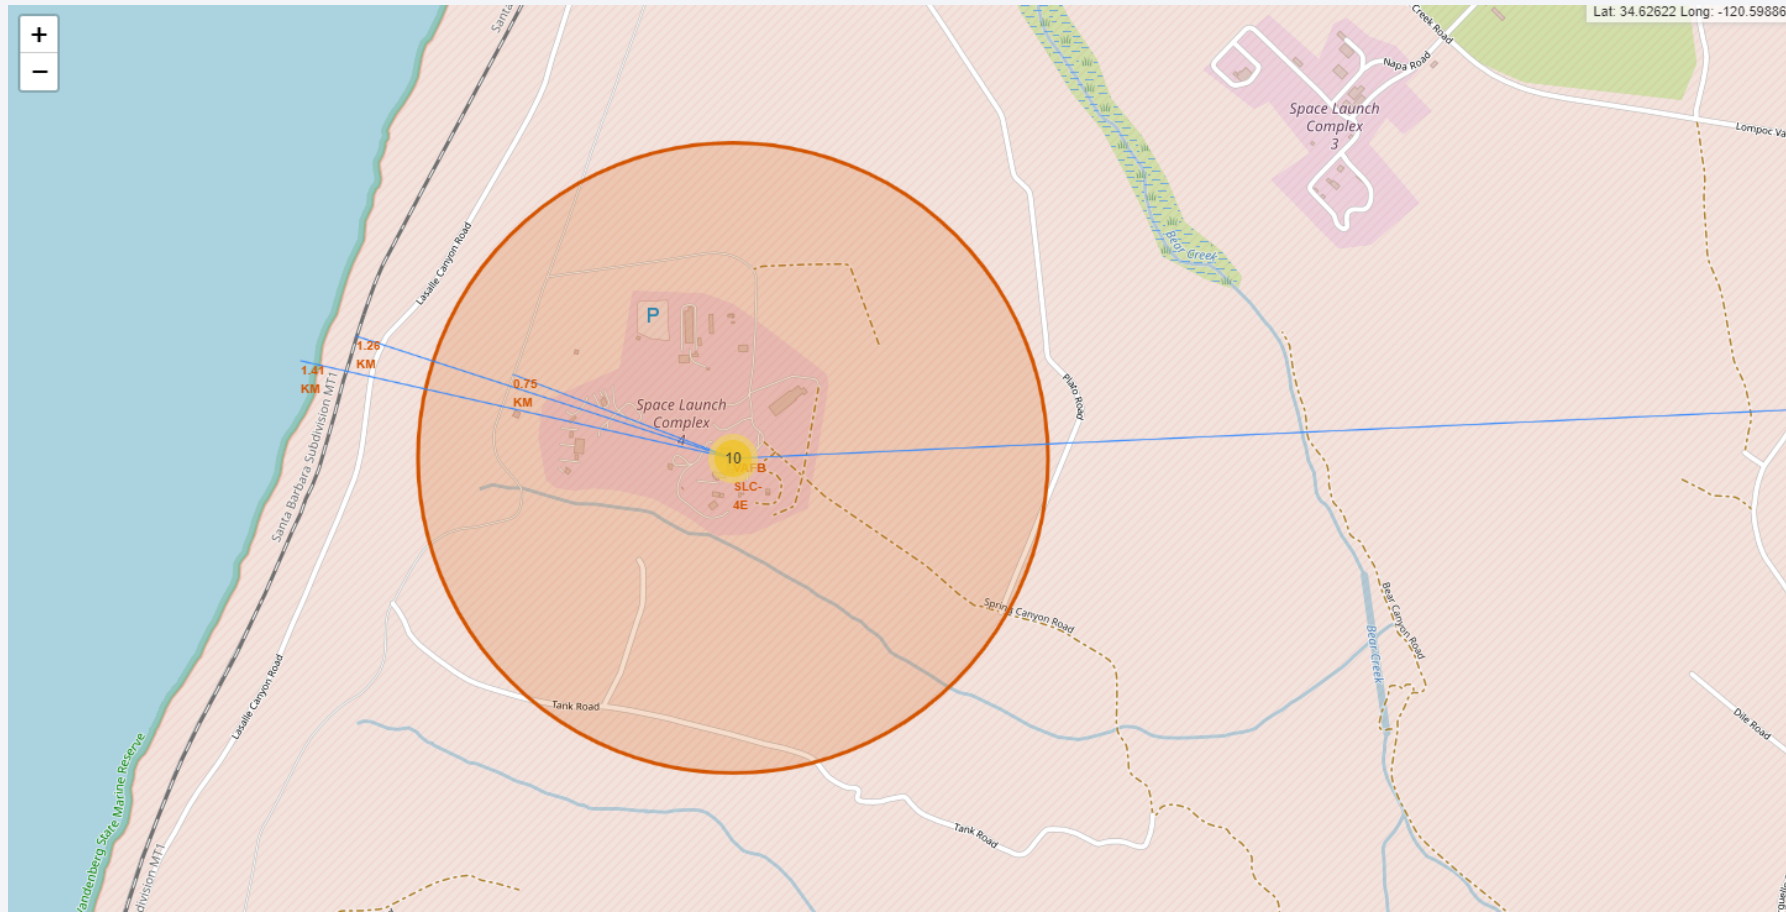 +
−
Lat: 34.62622 Long: -120.59886
Santa
Creek Road
Napa Road
Space Launch
Complex
3
Lompoc Va
Bear Creek
Lasalle Canyon Road
P
1.26
KM
1.41
KM
0.75
KM
Space Launch
Complex
4
Plato Road
10
VAFB
SLC-
4E
Santa Barbara Subdivision MT1
Spring Canyon Road
Bear Canyon Road
Bear Creek
Lasalle Canyon Road
Tank Road
Dile Road
Vandenberg State Marine Reserve
Tank Road
division MT1